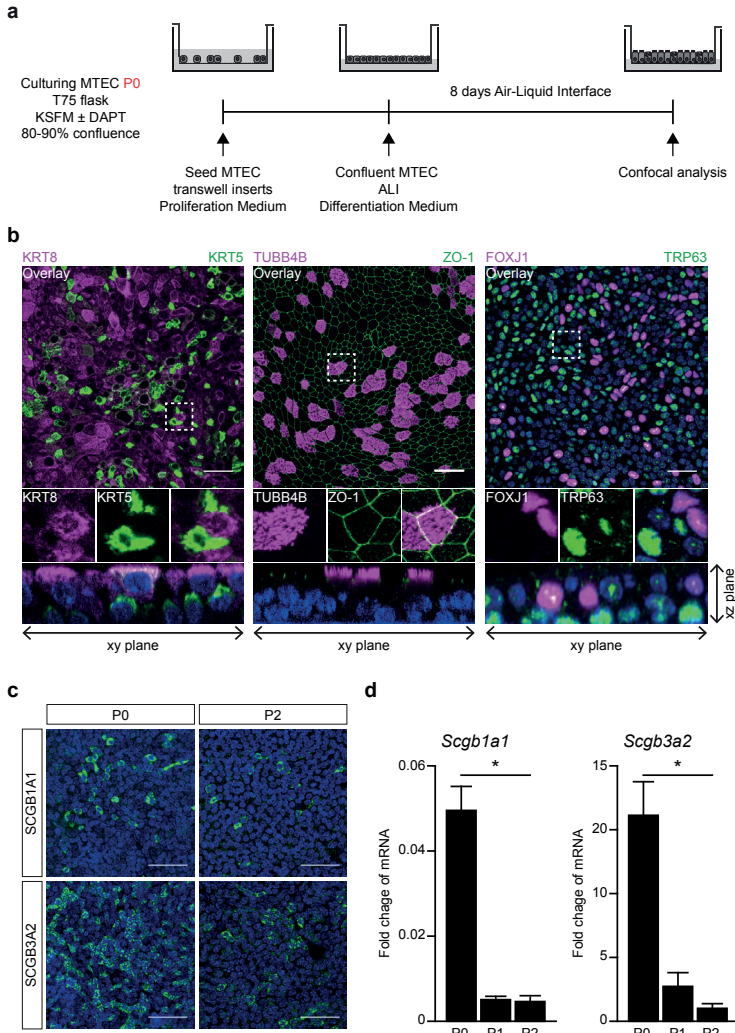 a
Culturing MTEC P0
T75 flask
KSFM ± DAPT
80-90% confluence
8 days Air-Liquid Interface
Seed MTEC
transwell inserts
Proliferation Medium
Confluent MTEC
ALI
Differentiation Medium
Confocal analysis
b
KRT8 KRT5
Overlay
TUBB4B ZO-1
Overlay
FOXJ1 TRP63
Overlay
KRT8 KRT5
TUBB4B ZO-1
FOXJ1 TRP63
xz plane
xy plane xy plane xy plane
c
P0 P2
SCGB1A1
SCGB3A2
d
Scgb1a1
Fold chage of mRNA
0.06
*
0.04
0.02
0
P0 P1 P2
Scgb3a2
Fold chage of mRNA
15
*
20
15
10
5
0
P0 P1 P2